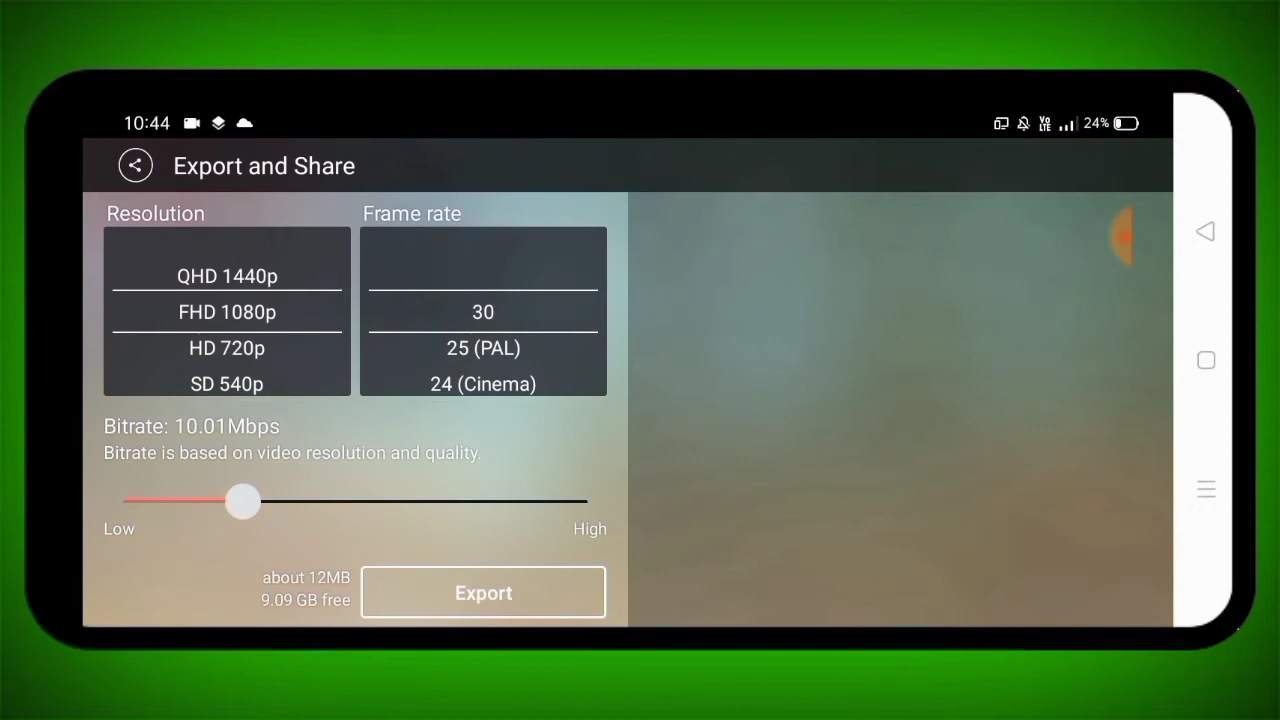 10:44
Vo LTE
24%
Export and Share
Resolution
Frame rate
QHD 1440p
FHD 1080p
HD 720p
SD 540p
30
25 (PAL)
24 (Cinema)
Bitrate: 10.01Mbps
Bitrate is based on video resolution and quality.
Low
High
about 12MB
9.09 GB free
Export